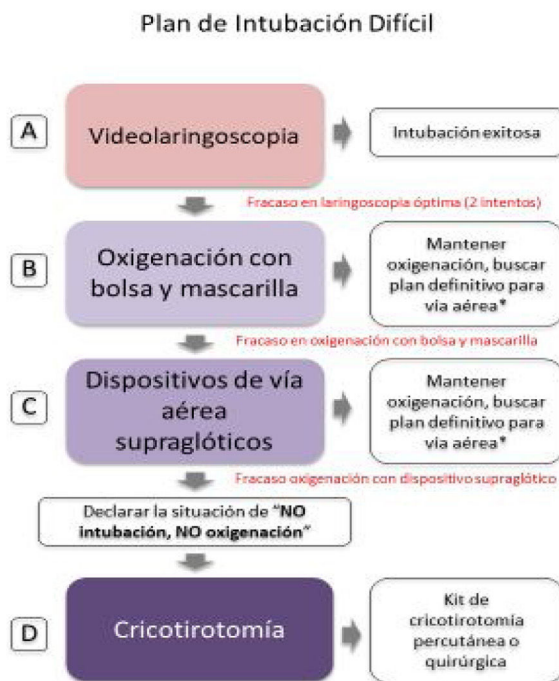 Plan de Intubación Difícil
A
Videolaringoscopia
Intubación exitosa
Fracaso en laringoscopia óptima (2 intentos)
B
Oxigenación con
bolsa y mascarilla
Mantener
oxigenación, buscar
plan definitivo para
vía aérea*
Fracaso en oxigenación con bolsa y mascarilla
C
Dispositivos de vía
aérea
supraglóticos
Mantener
oxigenación, buscar
plan definitivo para
vía aérea*
Fracaso oxigenación con dispositivo supraglótico
Declarar la situación de “NO
intubación, NO oxigenación”
D
Cricotirotomía
Kit de
cricotirotomía
percutánea o
quirúrgica